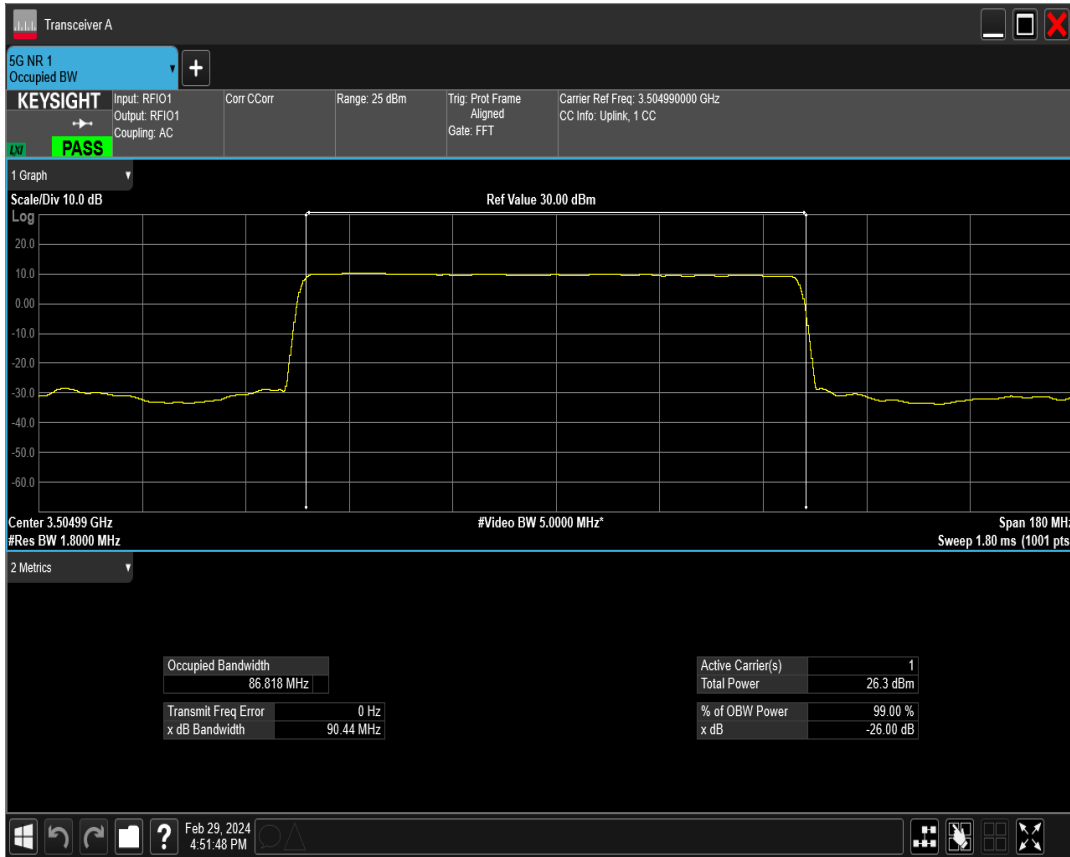 Transceiver A
5G NR 1
Occupied BW
+
KEYSIGHT
LXI
PASS
Input: RFIO1
Output: RFIO1
Coupling: AC
Corr CCorr
Range: 25 dBm
Trig: Prot Frame
Aligned
Gate: FFT
Carrier Ref Freq: 3.504990000 GHz
CC Info: Uplink, 1 CC
1 Graph
Scale/Div 10.0 dB
Ref Value 30.00 dBm
Log
20.0
10.0
0.00
-10.0
-20.0
-30.0
-40.0
-50.0
-60.0
Center 3.50499 GHz
#Video BW 5.0000 MHz*
Span 180 MHz
#Res BW 1.8000 MHz
Sweep 1.80 ms (1001 pts
2 Metrics
Occupied Bandwidth
86.818 MHz
Transmit Freq Error 0 Hz
x dB Bandwidth 90.44 MHz
Active Carrier(s) 1
Total Power 26.3 dBm
% of OBW Power 99.00 %
x dB -26.00 dB
?
Feb 29, 2024
4:51:48 PM